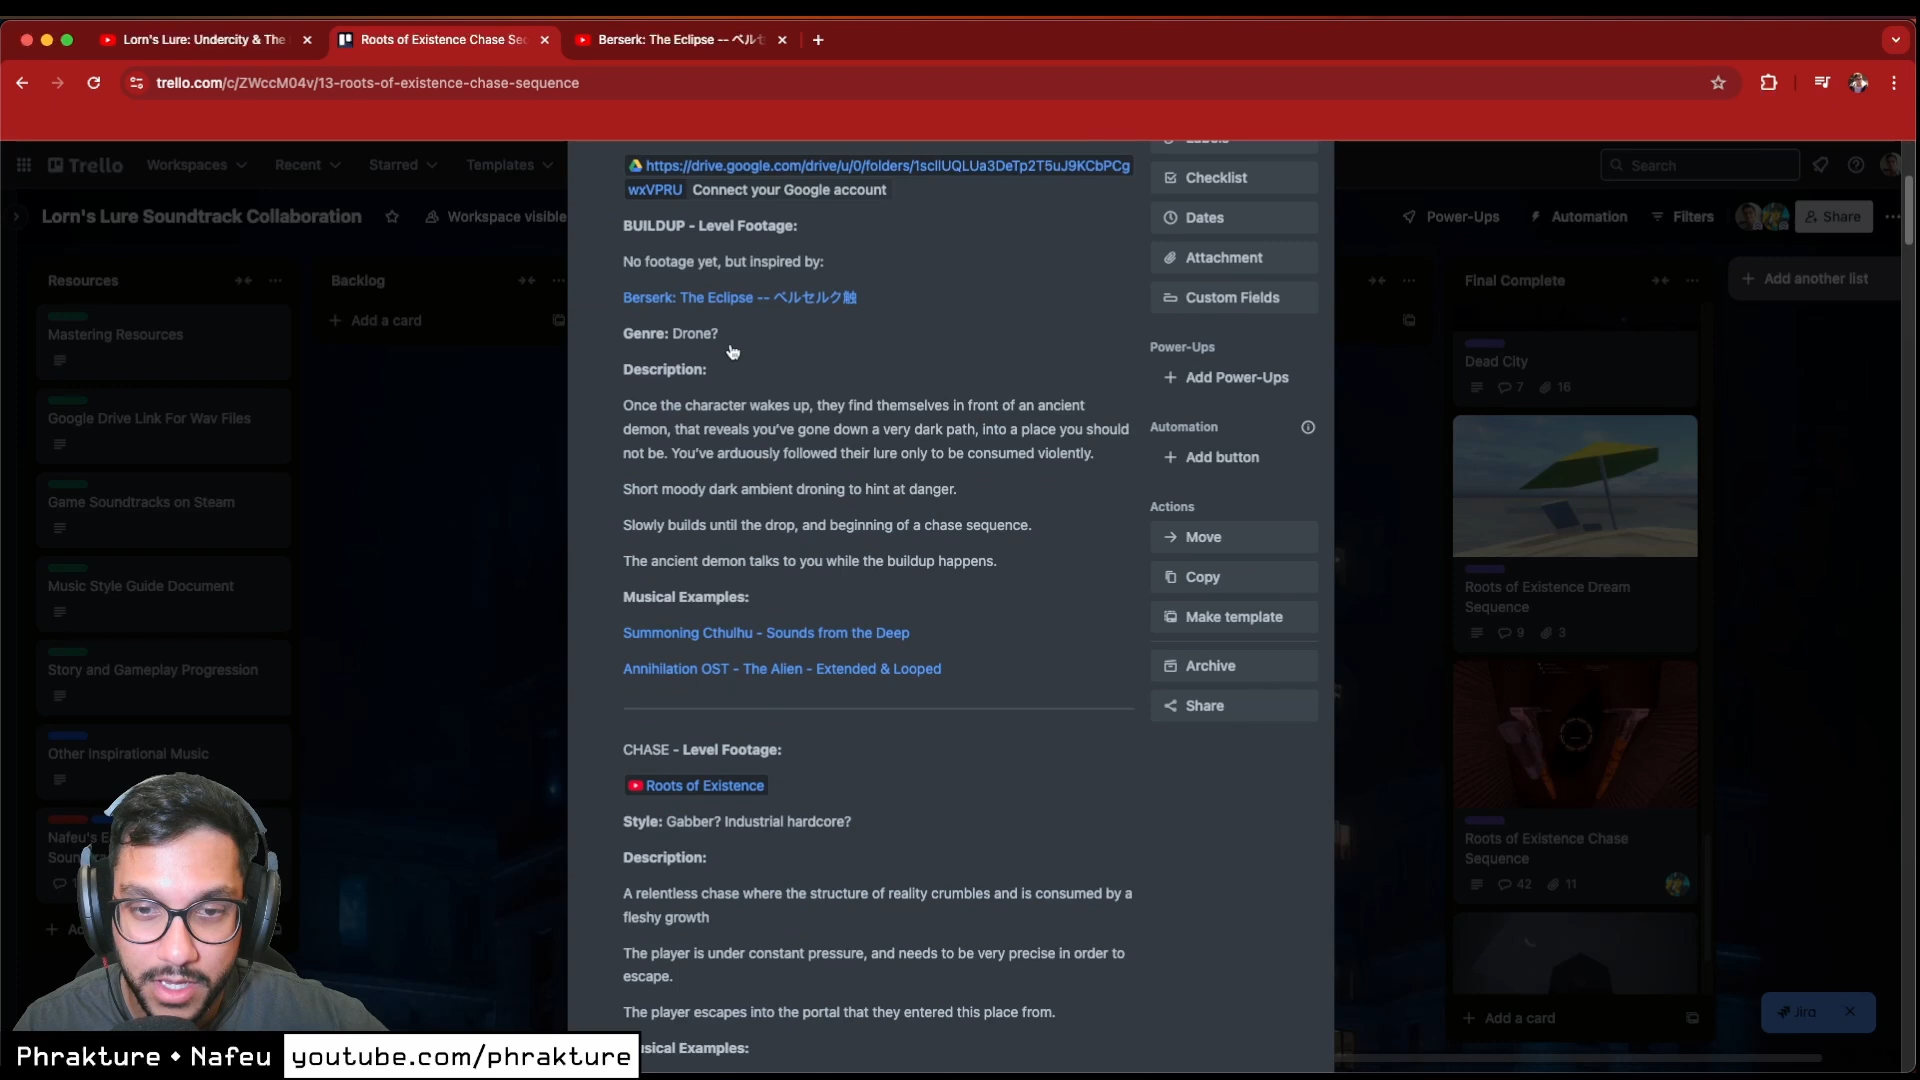 Lorn's Lure: Undercity & The
Roots of Existence Chase Sec
Berserk: The Eclipse -- ベルセ
trello.com/c/ZWccM04v/13-roots-of-existence-chase-sequence
Trello
Workspaces
Recent
Starred
Templates
Search
Lorn's Lure Soundtrack Collaboration
Workspace visible
Power-Ups
Automation
Filters
Share
Resources
Mastering Resources
Google Drive Link For Wav Files
Game Soundtracks on Steam
Music Style Guide Document
Story and Gameplay Progression
Other Inspirational Music
Nafeu's
Backlog
+ Add a card
https://drive.google.com/drive/u/0/folders/1scllUQLUa3DeTp2T5uJ9KCbPCg
wxVPRU Connect your Google account
BUILDUP - Level Footage:
No footage yet, but inspired by:
Berserk: The Eclipse -- ベルセルク触
Genre: Drone?
Description:
Once the character wakes up, they find themselves in front of an ancient
demon, that reveals you've gone down a very dark path, into a place you should
not be. You've arduously followed their lure only to be consumed violently.
Short moody dark ambient droning to hint at danger.
Slowly builds until the drop, and beginning of a chase sequence.
The ancient demon talks to you while the buildup happens.
Musical Examples:
Summoning Cthulhu - Sounds from the Deep
Annihilation OST - The Alien - Extended & Looped
CHASE - Level Footage:
Roots of Existence
Style: Gabber? Industrial hardcore?
Description:
A relentless chase where the structure of reality crumbles and is consumed by a
fleshy growth
The player is under constant pressure, and needs to be very precise in order to
escape.
The player escapes into the portal that they entered this place from.
usical Examples:
Labels
Checklist
Dates
Attachment
Custom Fields
Power-Ups
+ Add Power-Ups
Automation
+ Add button
Actions
Move
Copy
Make template
Archive
Share
Final Complete
Dead City
7 16
Roots of Existence Dream
Sequence
9 3
Roots of Existence Chase
Sequence
42 11
+ Add a card
+ Add another list
Jira
Phrakture • Nafeu youtube.com/phrakture